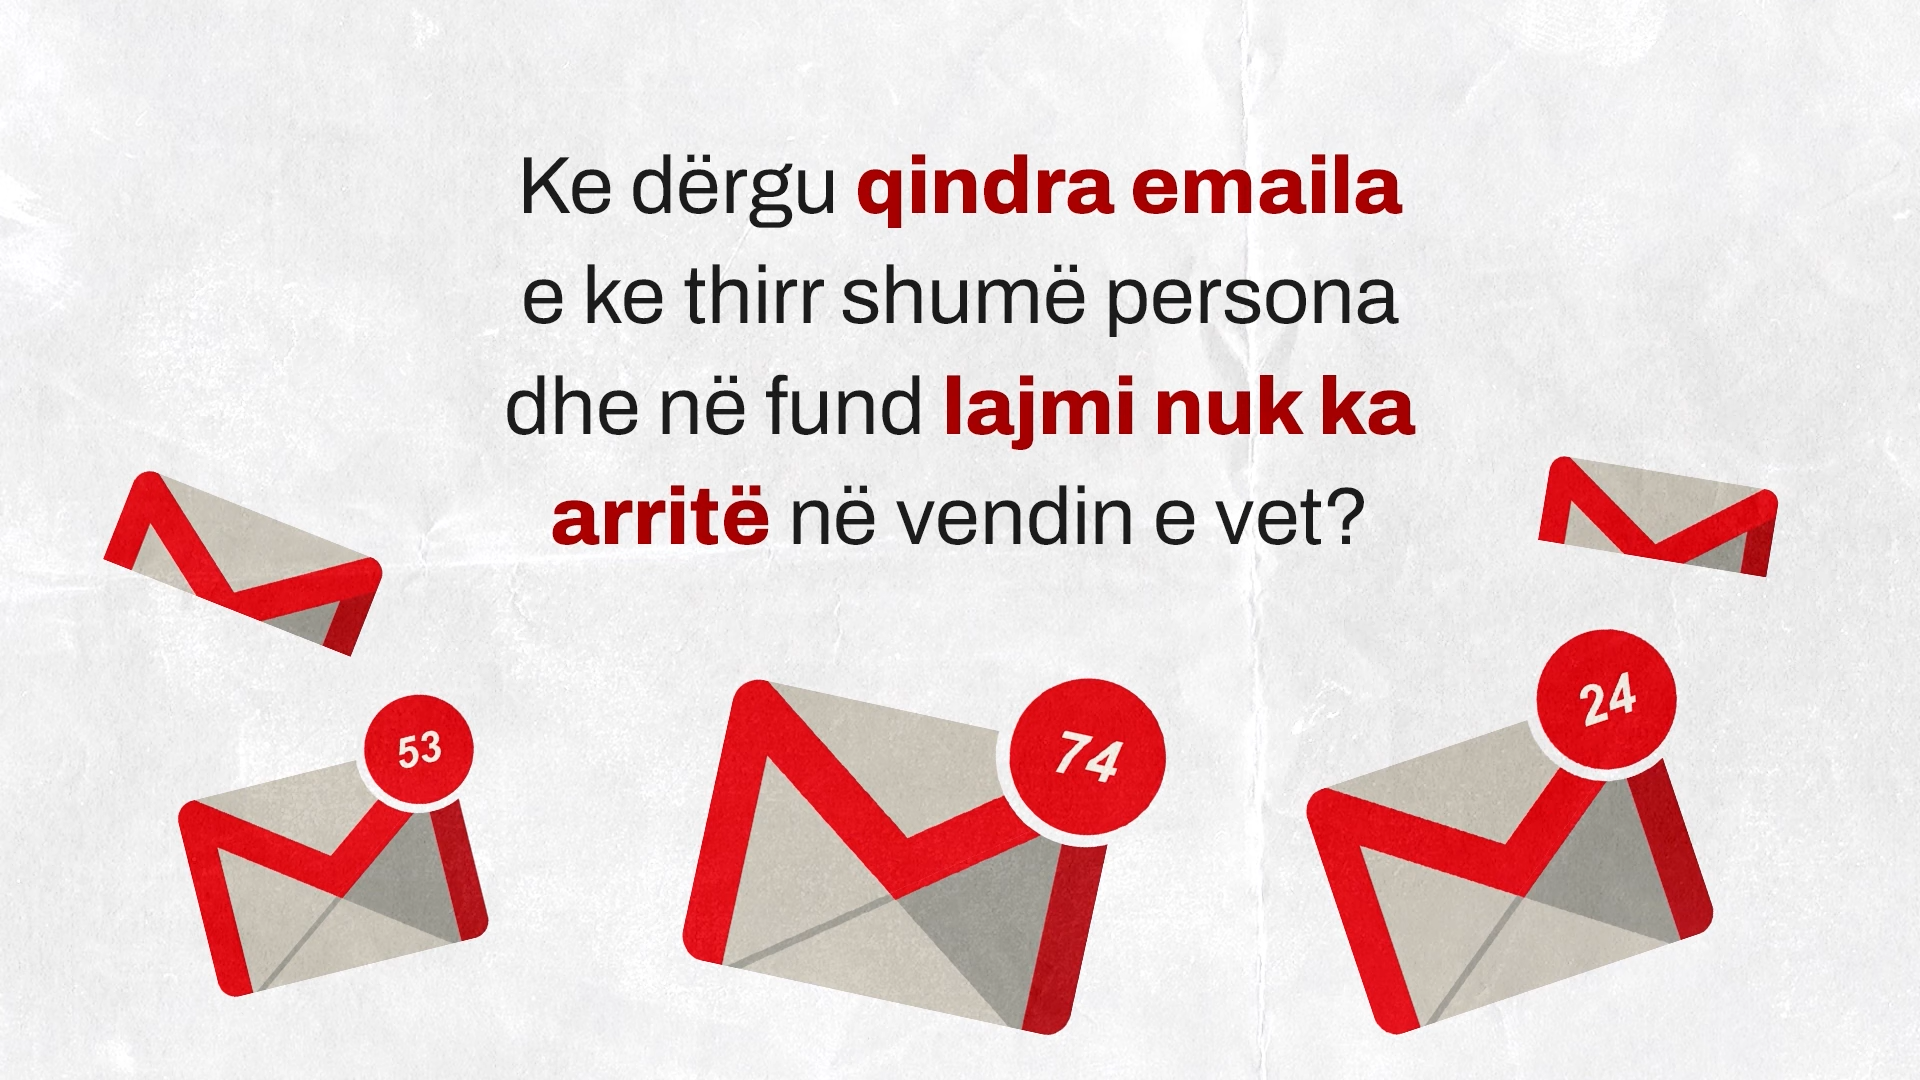 Ke dërgu qindra emaila
e ke thirr shumë persona
dhe në fund lajmi nuk ka
arritë në vendin e vet?
53
74
24